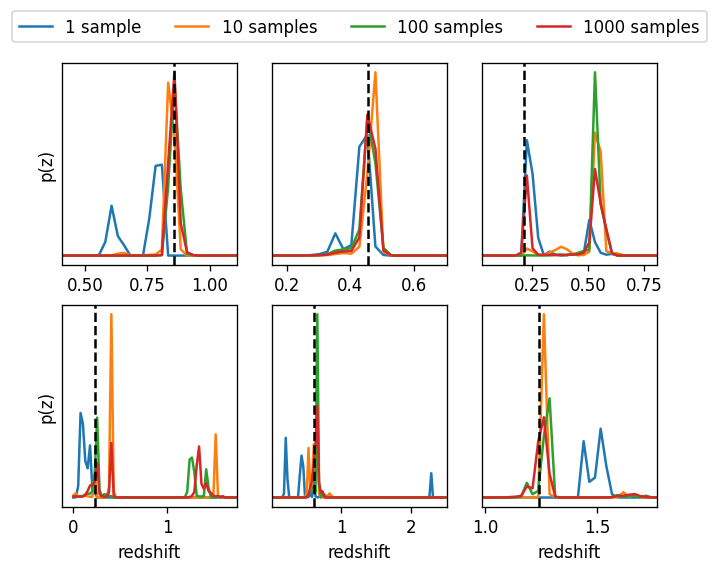 1 sample 10 samples 100 samples 1000 samples
p(z)
0.50 0.75 1.00 0.2 0.4 0.6 0.25 0.50 0.75
p(z)
0 1 1 2 1.0 1.5
redshift redshift redshift